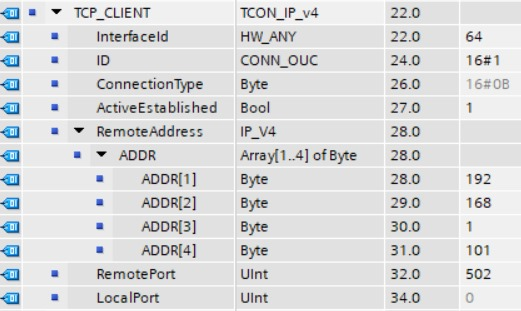 TCP_CLIENT TCON_IP_v4 22.0
InterfaceId HW_ANY 22.0 64
ID CONN_OUC 24.0 16#1
ConnectionType Byte 26.0 16#0B
ActiveEstablished Bool 27.0 1
RemoteAddress IP_V4 28.0
ADDR Array[1..4] of Byte 28.0
ADDR[1] Byte 28.0 192
ADDR[2] Byte 29.0 168
ADDR[3] Byte 30.0 1
ADDR[4] Byte 31.0 101
RemotePort UInt 32.0 502
LocalPort UInt 34.0 0